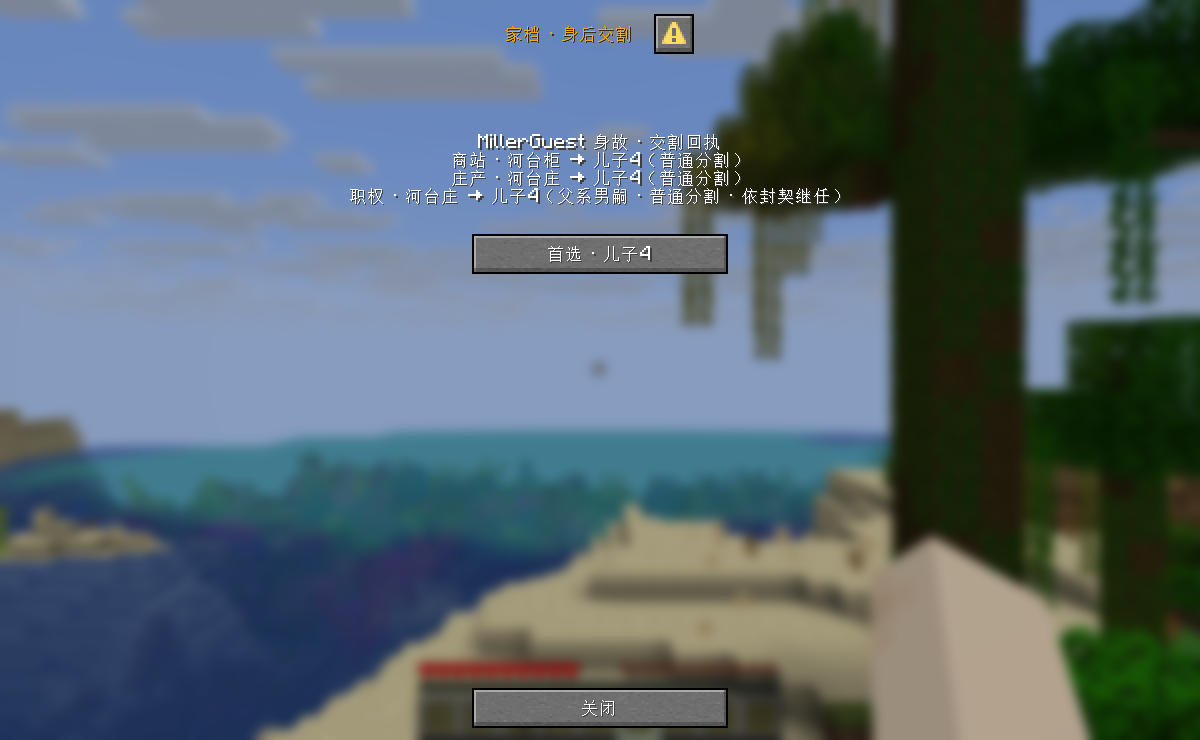 家档 · 身后交割
MillerGuest 身故 · 交割回执
商站 · 河台柜 → 儿子4（普通分割）
庄产 · 河台庄 → 儿子4（普通分割）
职权 · 河台庄 → 儿子4（父系男嗣 · 普通分割 · 依封契继任）
首选 · 儿子4
关闭